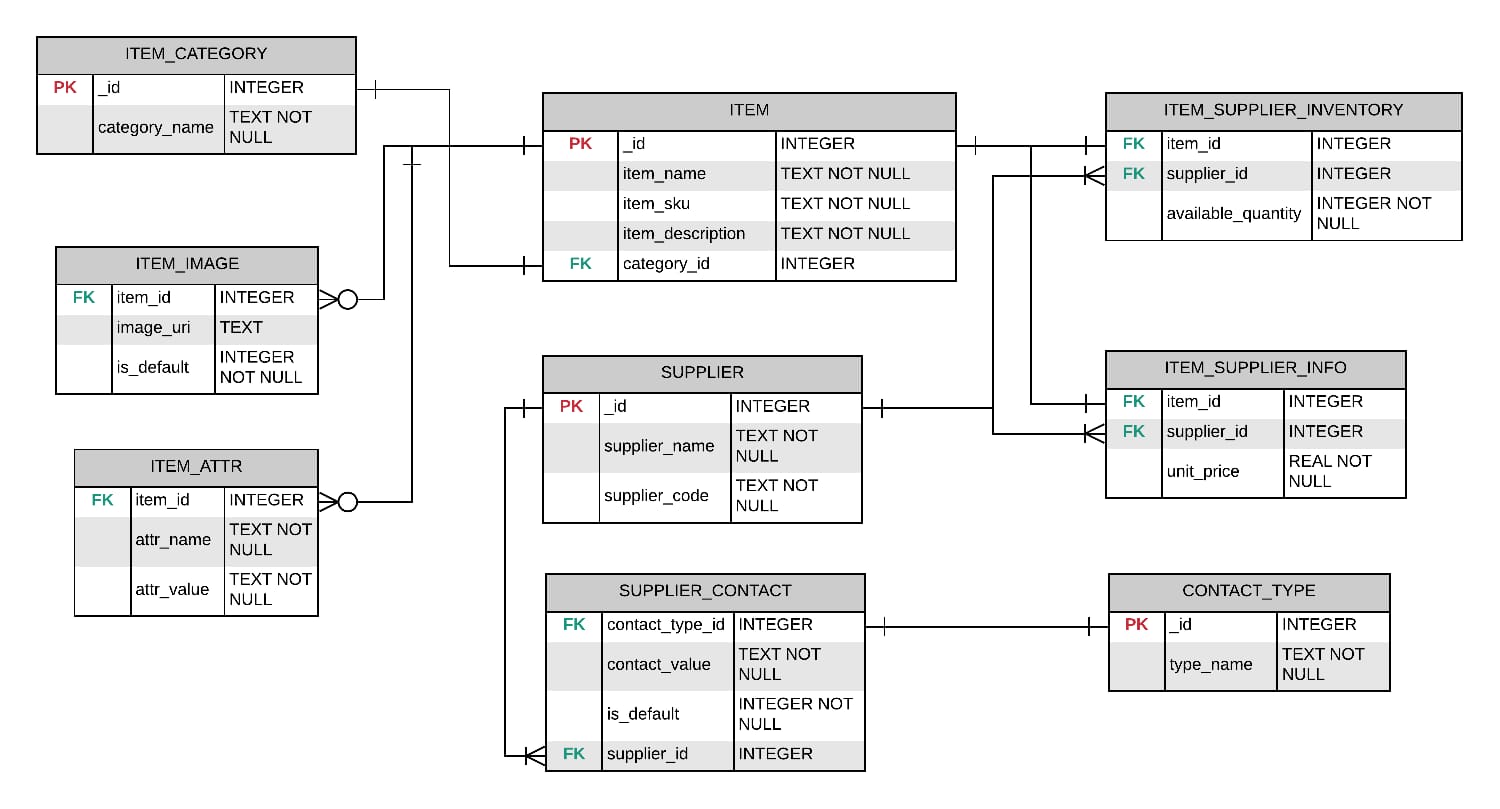 ITEM_CATEGORY
PK _id INTEGER
category_name TEXT NOT
NULL
ITEM
PK _id INTEGER
item_name TEXT NOT NULL
item_sku TEXT NOT NULL
item_description TEXT NOT NULL
FK category_id INTEGER
ITEM_SUPPLIER_INVENTORY
FK item_id INTEGER
FK supplier_id INTEGER
available_quantity INTEGER NOT
NULL
ITEM_IMAGE
FK item_id INTEGER
image_uri TEXT
is_default INTEGER
NOT NULL
SUPPLIER
PK _id INTEGER
supplier_name TEXT NOT
NULL
supplier_code TEXT NOT
NULL
ITEM_SUPPLIER_INFO
FK item_id INTEGER
FK supplier_id INTEGER
unit_price REAL NOT
NULL
ITEM_ATTR
FK item_id INTEGER
attr_name TEXT NOT
NULL
attr_value TEXT NOT
NULL
SUPPLIER_CONTACT
FK contact_type_id INTEGER
contact_value TEXT NOT
NULL
is_default INTEGER NOT
NULL
FK supplier_id INTEGER
CONTACT_TYPE
PK _id INTEGER
type_name TEXT NOT
NULL